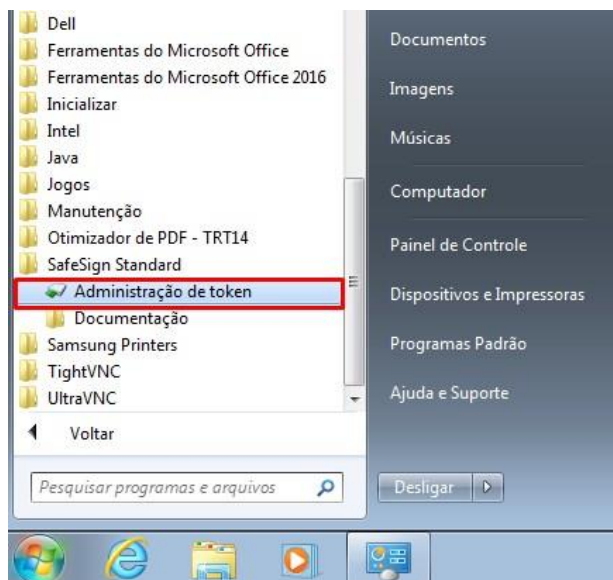 Dell
Ferramentas do Microsoft Office
Ferramentas do Microsoft Office 2016
Inicializar
Intel
Java
Jogos
Manutenção
Otimizador de PDF - TRT14
SafeSign Standard
Administração de token
Documentação
Samsung Printers
TightVNC
UltraVNC
Voltar
Pesquisar programas e arquivos
Documentos
Imagens
Músicas
Computador
Painel de Controle
Dispositivos e Impressoras
Programas Padrão
Ajuda e Suporte
Desligar